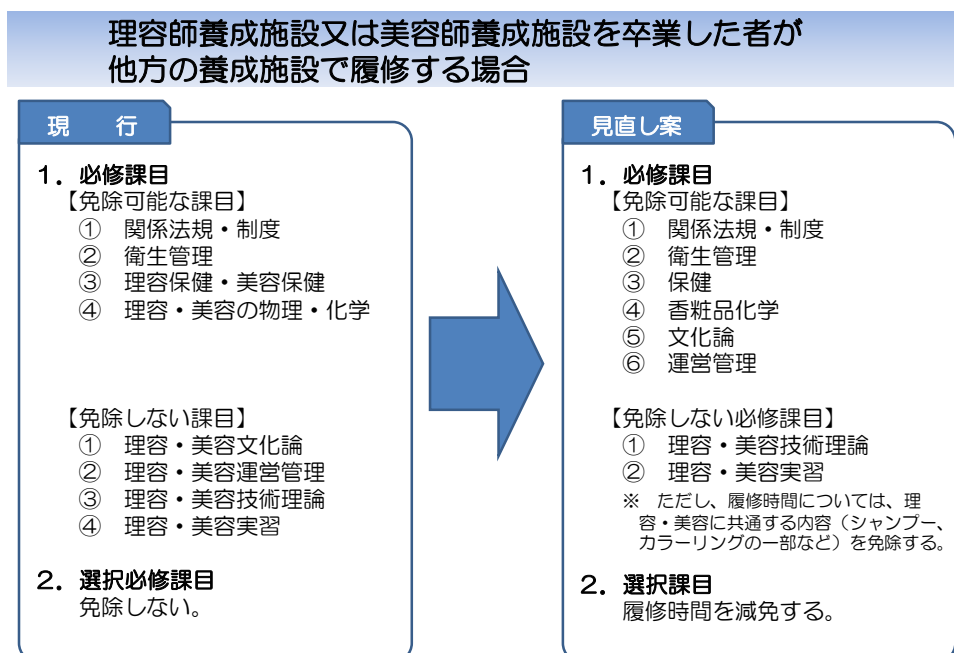 理容師養成施設又は美容師養成施設を卒業した者が
他方の養成施設で履修する場合
現　行
1．必修課目
【免除可能な課目】
① 関係法規・制度
② 衛生管理
③ 理容保健・美容保健
④ 理容・美容の物理・化学
【免除しない課目】
① 理容・美容文化論
② 理容・美容運営管理
③ 理容・美容技術理論
④ 理容・美容実習
2．選択必修課目
免除しない。
見直し案
1．必修課目
【免除可能な課目】
① 関係法規・制度
② 衛生管理
③ 保健
④ 香粧品化学
⑤ 文化論
⑥ 運営管理
【免除しない必修課目】
① 理容・美容技術理論
② 理容・美容実習
※ ただし、履修時間については、理
容・美容に共通する内容（シャンプー、
カラーリングの一部など）を免除する。
2．選択課目
履修時間を減免する。